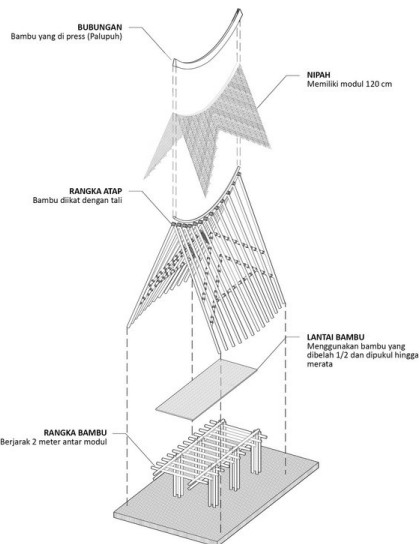 BUBUNGAN
Bambu yang di press (Palupuh)
NIPAH
Memiliki modul 120 cm
RANGKA ATAP
Bambu diikat dengan tali
LANTAI BAMBU
Menggunakan bambu yang
dibelah 1/2 dan dipukul hingga
merata
RANGKA BAMBU
Berjarak 2 meter antar modul